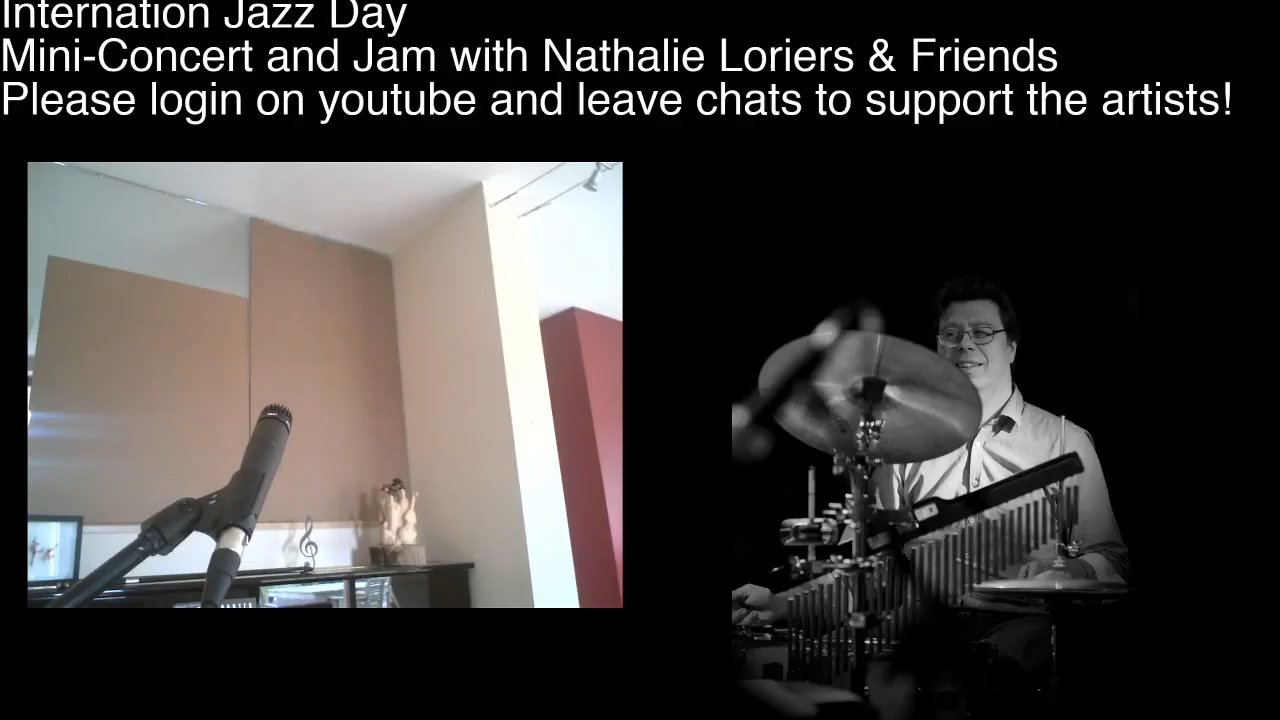 Internation Jazz Day
Mini-Concert and Jam with Nathalie Loriers & Friends
Please login on youtube and leave chats to support the artists!